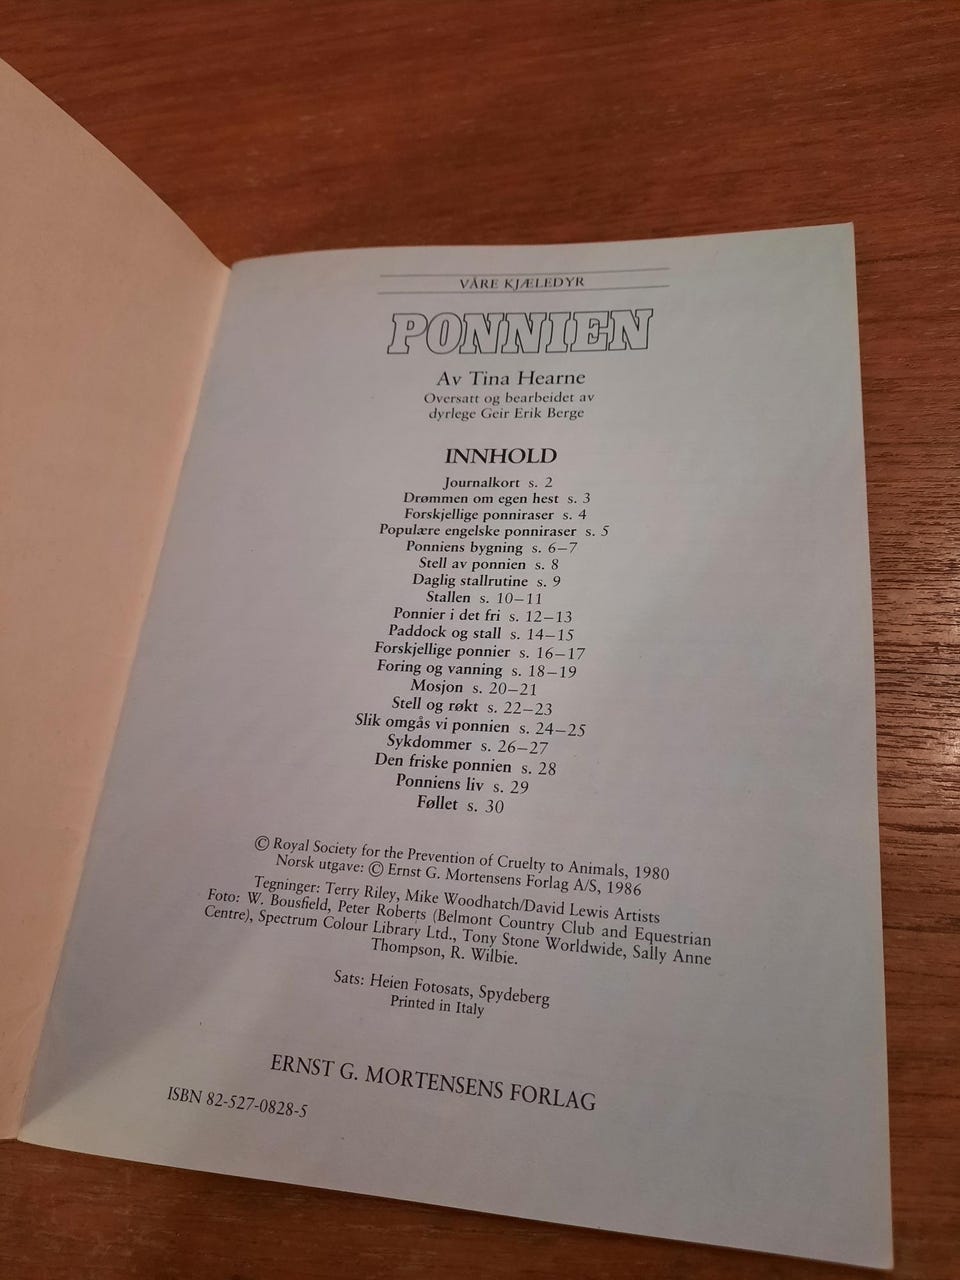 VÅRE KJÆLEDYR
PONNIEN
Av Tina Hearne
Oversatt og bearbeidet av
dyrlege Geir Erik Berge
INNHOLD
Journalkort s. 2
Drømmen om egen hest s. 3
Forskjellige ponniraser s. 4
Populære engelske ponniraser s. 5
Ponniens bygning s. 6–7
Stell av ponnien s. 8
Daglig stallrutine s. 9
Stallen s. 10–11
Ponnier i det fri s. 12–13
Paddock og stall s. 14–15
Forskjellige ponnier s. 16–17
Foring og vanning s. 18–19
Mosjon s. 20–21
Stell og røkt s. 22–23
Slik omgås vi ponnien s. 24–25
Sykdommer s. 26–27
Den friske ponnien s. 28
Ponniens liv s. 29
Føllet s. 30
© Royal Society for the Prevention of Cruelty to Animals, 1980
Norsk utgave: © Ernst G. Mortensens Forlag A/S, 1986
Tegninger: Terry Riley, Mike Woodhatch/David Lewis Artists
Foto: W. Bousfield, Peter Roberts (Belmont Country Club and Equestrian
Centre), Spectrum Colour Library Ltd., Tony Stone Worldwide, Sally Anne
Thompson, R. Wilbie.
Sats: Heien Fotosats, Spydeberg
Printed in Italy
ERNST G. MORTENSENS FORLAG
ISBN 82-527-0828-5